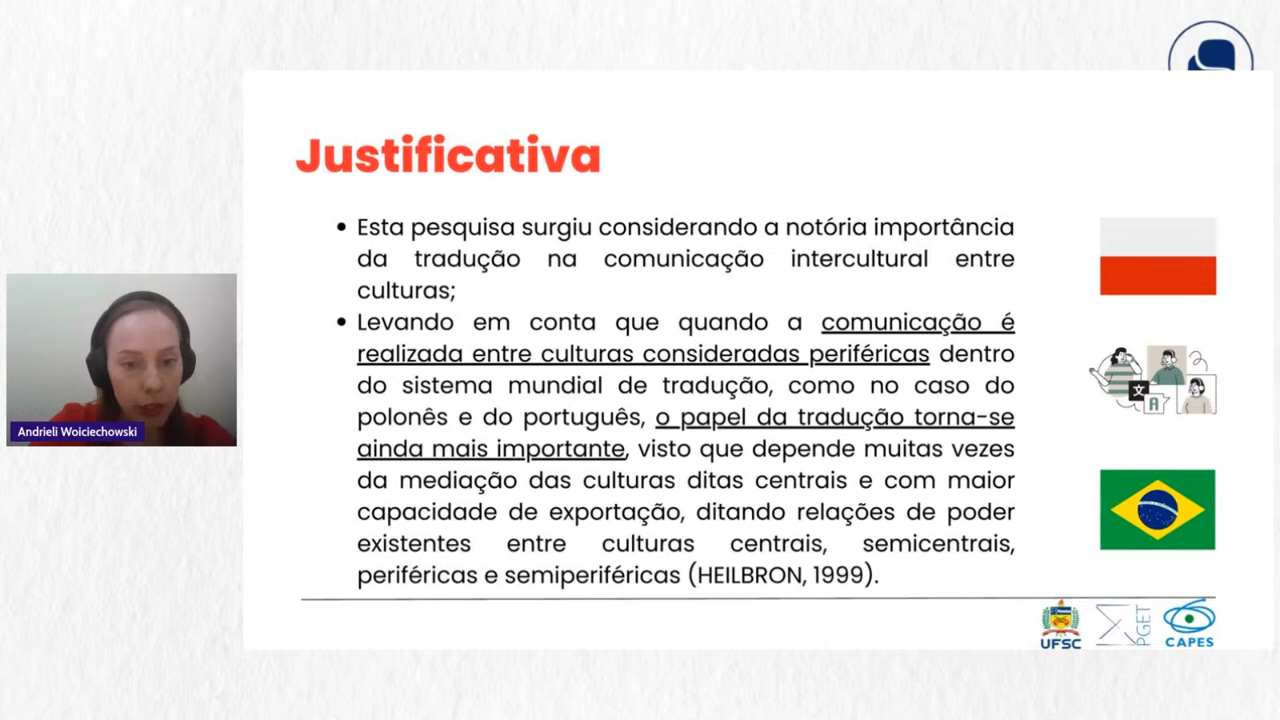 Justificativa
Esta pesquisa surgiu considerando a notória importância
da tradução na comunicação intercultural entre
culturas;
Levando em conta que quando a comunicação é
realizada entre culturas consideradas periféricas dentro
do sistema mundial de tradução, como no caso do
polonês e do português, o papel da tradução torna-se
ainda mais importante, visto que depende muitas vezes
da mediação das culturas ditas centrais e com maior
capacidade de exportação, ditando relações de poder
existentes entre culturas centrais, semicentrais,
periféricas e semiperiféricas (HEILBRON, 1999).
Andrieli Woiciechowski
文
A
UFSC
PGET
CAPES